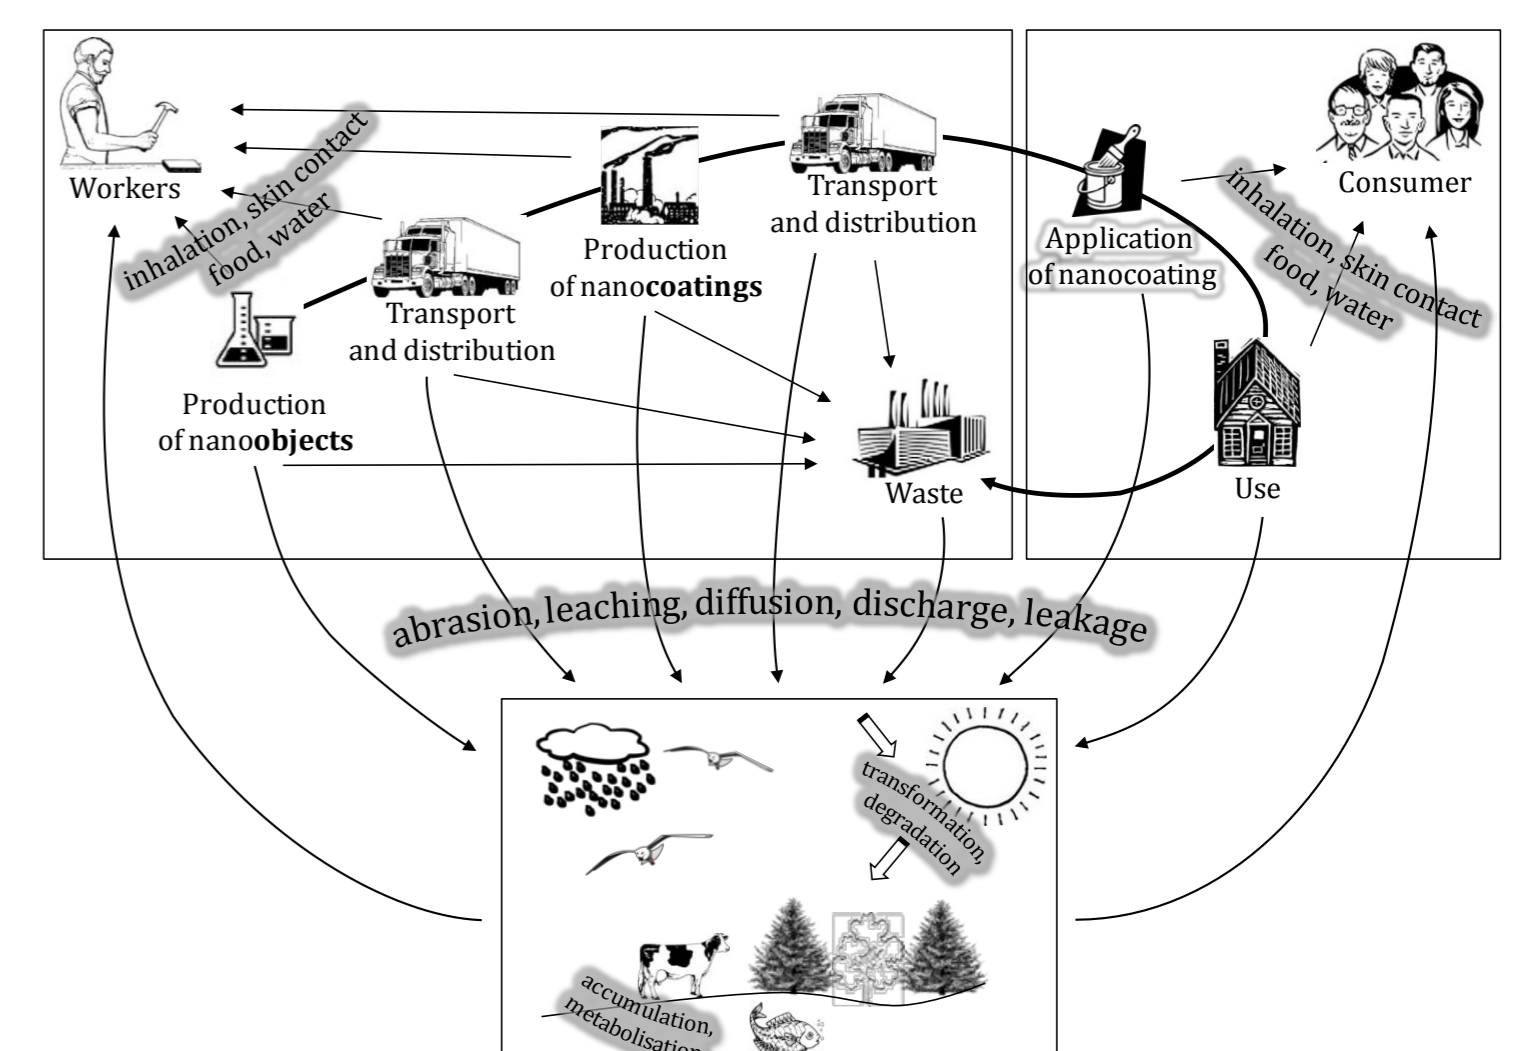 Workers
inhalation, skin contact
food, water
Production
of nanoobjects
Transport
and distribution
Production
of nanocoatings
Transport
and distribution
Waste
Application
of nanocoating
Consumer
inhalation, skin contact
food, water
Use
abrasion, leaching, diffusion, discharge, leakage
transformation,
degradation
accumulation,
metabolisation